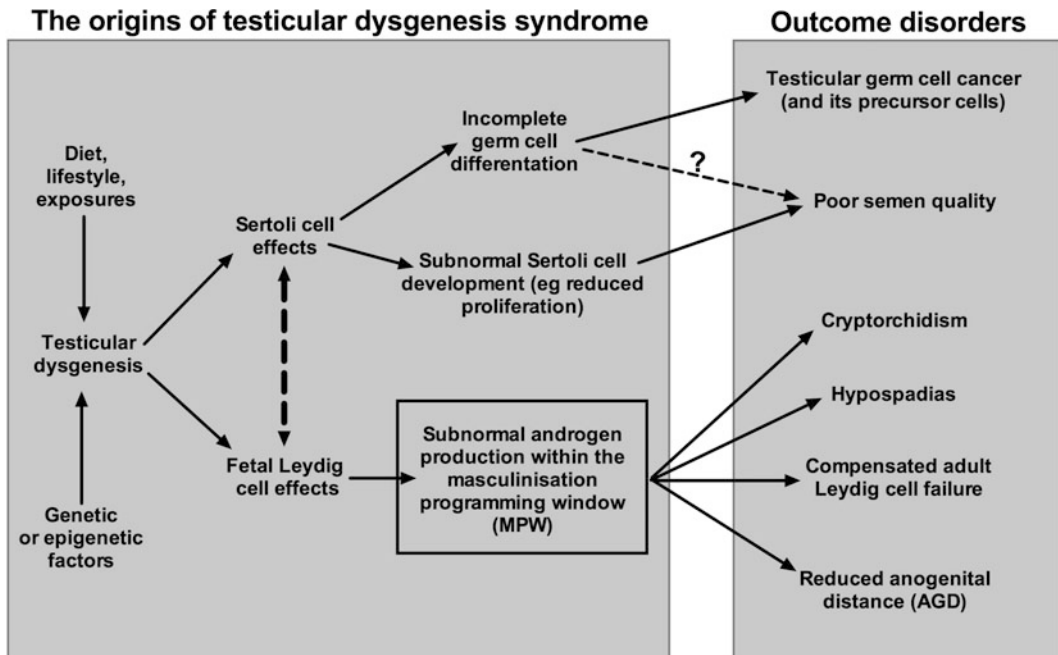 The origins of testicular dysgenesis syndrome
Outcome disorders
Diet,
lifestyle,
exposures
Testicular
dysgenesis
Genetic
or epigenetic
factors
Sertoli cell
effects
Fetal Leydig
cell effects
Incomplete
germ cell
differentation
Subnormal Sertoli cell
development (eg reduced
proliferation)
Subnormal androgen
production within the
masculinisation
programming window
(MPW)
?
Testicular germ cell cancer
(and its precursor cells)
Poor semen quality
Cryptorchidism
Hypospadias
Compensated adult
Leydig cell failure
Reduced anogenital
distance (AGD)